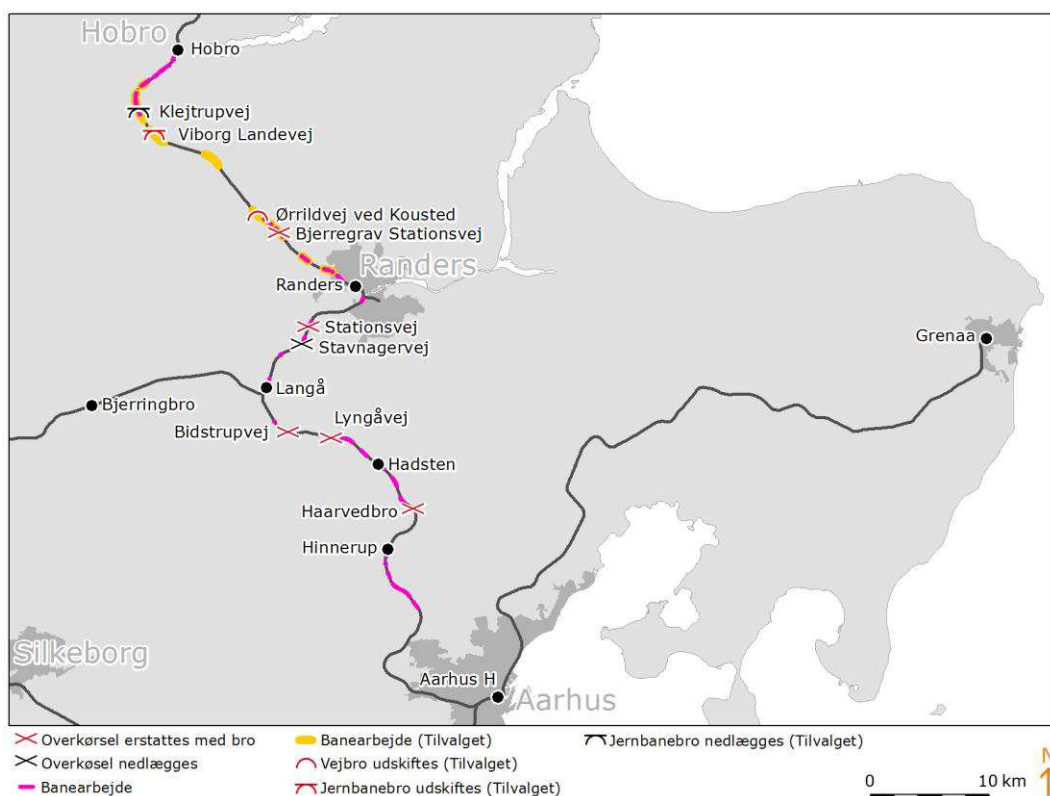 Hobro
Hobro
Klejtrupvej
Viborg Landevej
Ørrildvej ved Kousted
Bjerregrav Stationsvej
Randers
Randers
Stationsvej
Stavnagervej
Grenaa
Langå
Bjerringbro
Lyngåvej
Bidstrupvej
Hadsten
Haarvedbro
Hinnerup
Silkeborg
Aarhus H
Aarhus
Overkørsel erstattes med bro
Overkøsel nedlægges
Banearbejde
Banearbejde (Tilvalget)
Vejbro udskiftes (Tilvalget)
Jernbanebro udskiftes (Tilvalget)
Jernbanebro nedlægges (Tilvalget)
0 10 km